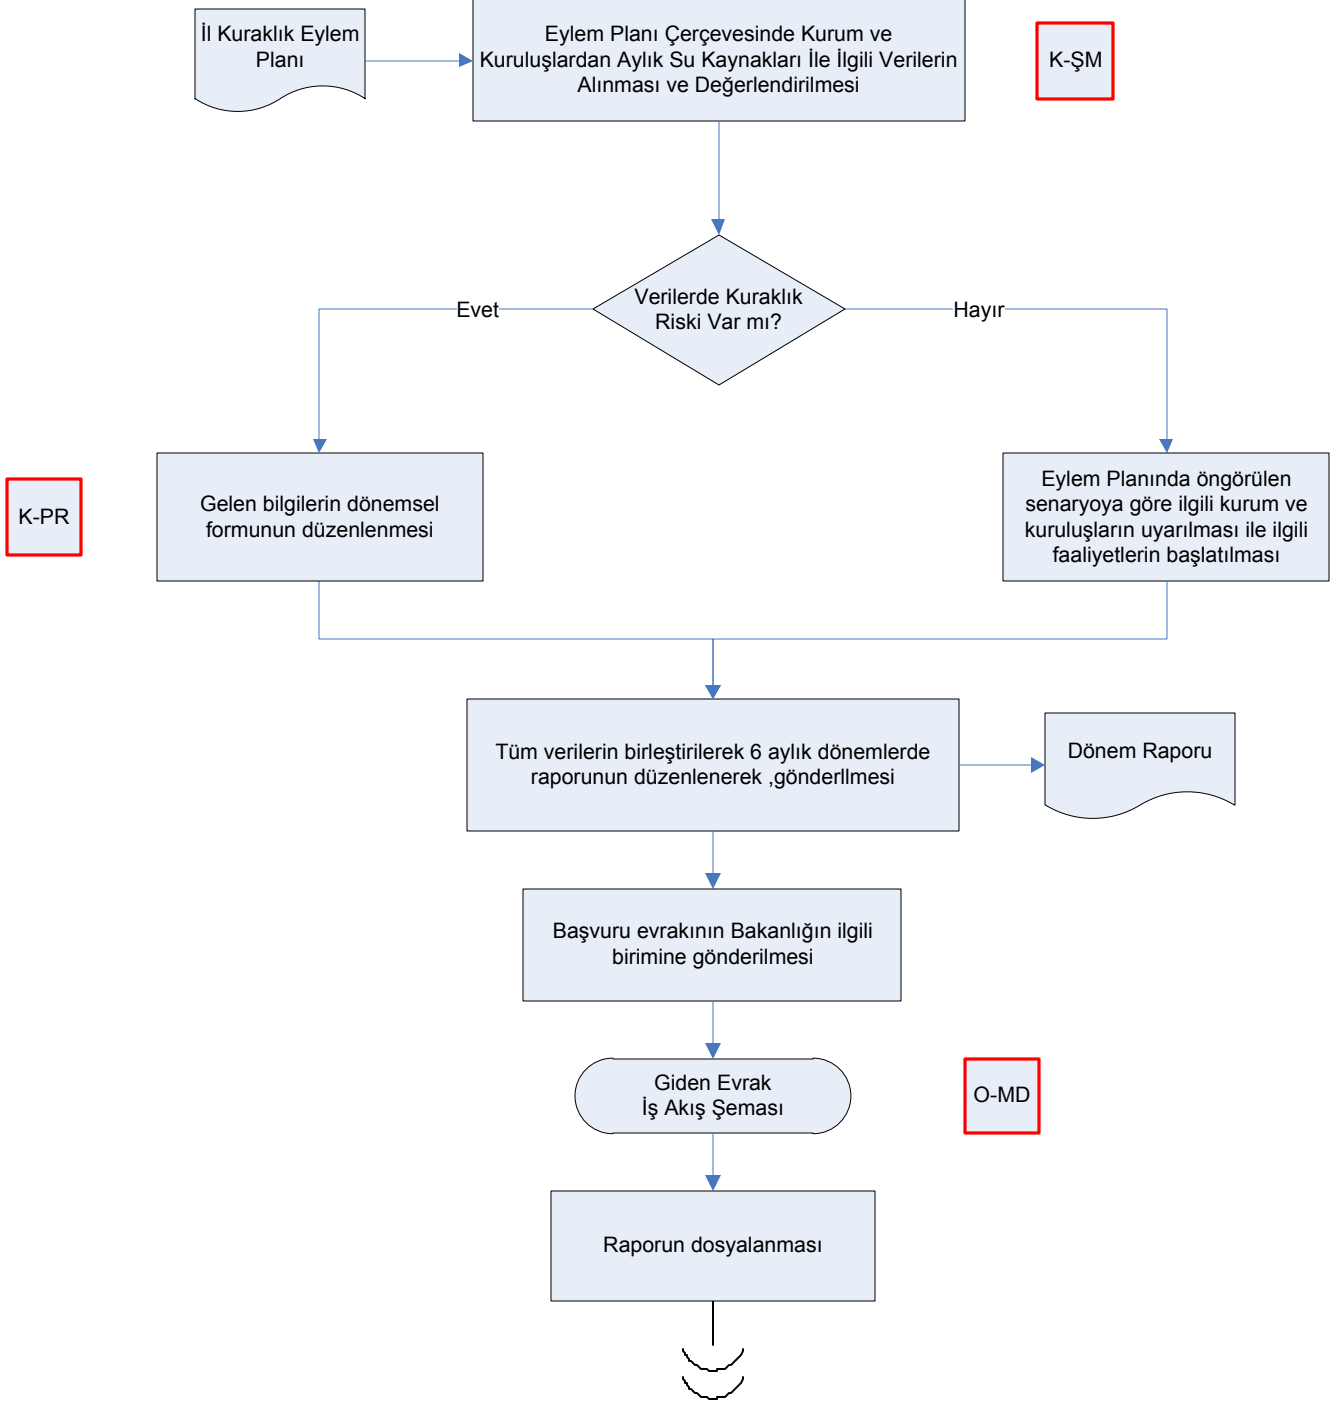 İl Kuraklık Eylem
Planı
Eylem Planı Çerçevesinde Kurum ve
Kuruluşlardan Aylık Su Kaynakları İle İlgili Verilerin
Alınması ve Değerlendirilmesi
K-ŞM
Verilerde Kuraklık
Riski Var mı?
Evet
Hayır
K-PR
Gelen bilgilerin dönemsel
formunun düzenlenmesi
Eylem Planında öngörülen
senaryoya göre ilgili kurum ve
kuruluşların uyarılması ile ilgili
faaliyetlerin başlatılması
Tüm verilerin birleştirilerek 6 aylık dönemlerde
raporunun düzenlenerek ,gönderllmesi
Dönem Raporu
Başvuru evrakının Bakanlığın ilgili
birimine gönderilmesi
Giden Evrak
İş Akış Şeması
O-MD
Raporun dosyalanması